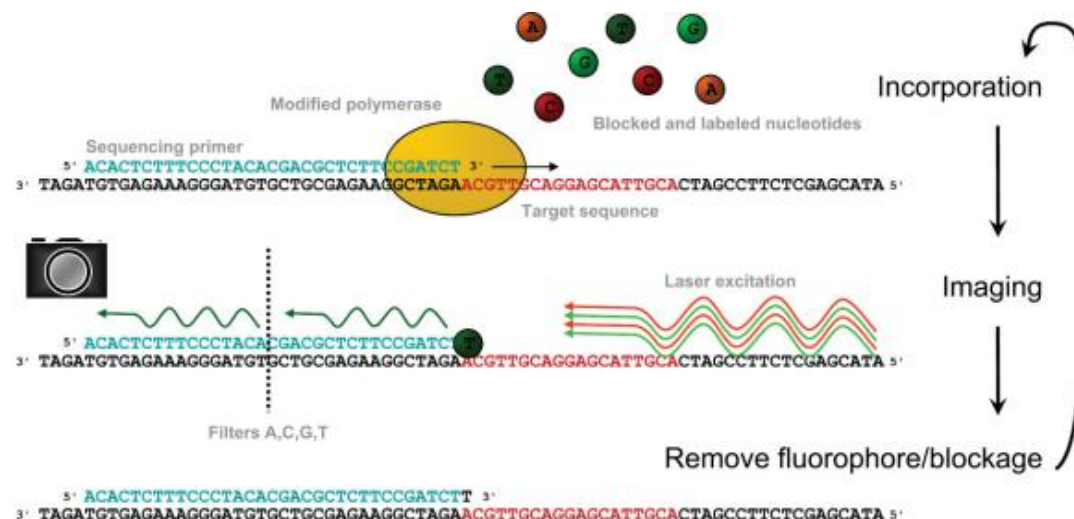 A T G
T G C A
C
Incorporation
Modified polymerase
Blocked and labeled nucleotides
Sequencing primer
5' ACACTCTTTCCCTACACGACGCTCTTCCGATCT 3'
3' TAGATGTGAGAAAGGGATGTGCTGCGAGAAGGCTAGAACGTTGCAGGAGCATTGCACTAGCCTTCTCGAGCATA 5'
Target sequence
Laser excitation
Imaging
5' ACACTCTTTCCCTACACGACGCTCTTCCGATCTT
3' TAGATGTGAGAAAGGGATGTGCTGCGAGAAGGCTAGAACGTTGCAGGAGCATTGCACTAGCCTTCTCGAGCATA 5'
Filters A,C,G,T
Remove fluorophore/blockage
5' ACACTCTTTCCCTACACGACGCTCTTCCGATCTT 3'
3' TAGATGTGAGAAAGGGATGTGCTGCGAGAAGGCTAGAACGTTGCAGGAGCATTGCACTAGCCTTCTCGAGCATA 5'